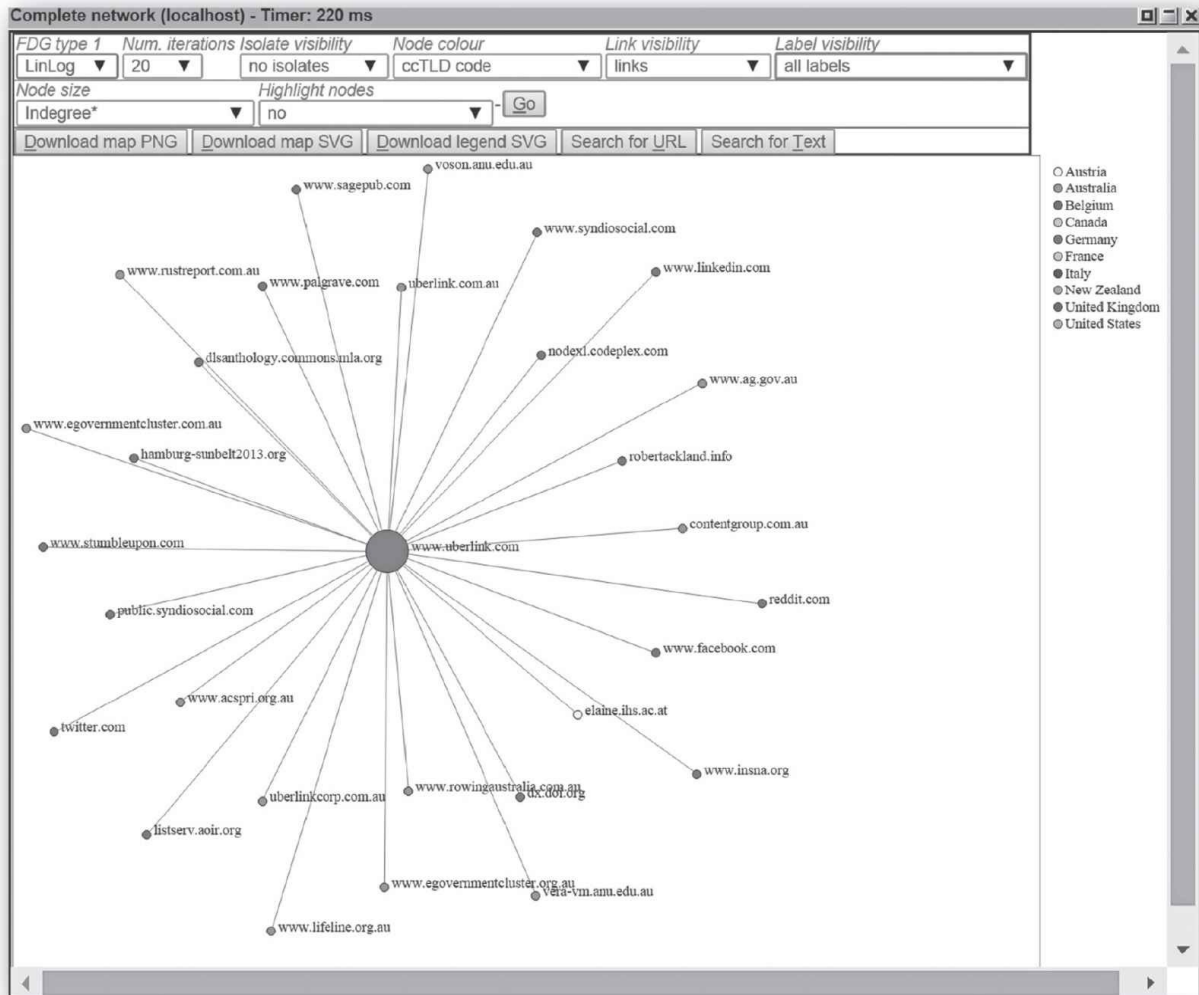 Complete network (localhost) - Timer: 220 ms
FDG type 1 Num. iterations Isolate visibility Node colour Link visibility Label visibility
LinLog 20 no isolates ccTLD code links all labels
Node size Highlight nodes
Indegree* no - Go
Download map PNG Download map SVG Download legend SVG Search for URL Search for Text
voson.anu.edu.au
www.sagepub.com
www.syndiosocial.com
www.rustreport.com.au
www.linkedin.com
www.palgrave.com
uberlink.com.au
dlsanthology.commons.mla.org
nodexl.codeplex.com
www.ag.gov.au
www.egovernmentcluster.com.au
hamburg-sunbelt2013.org
robertackland.info
contentgroup.com.au
www.stumbleupon.com
www.uberlink.com
reddit.com
public.syndiosocial.com
www.facebook.com
www.acspri.org.au
elaine.ihs.ac.at
twitter.com
www.insna.org
www.rowingaustralia.com.au
dx.doi.org
uberlinkcorp.com.au
listserv.aoir.org
www.egovernmentcluster.org.au
vera-vm.anu.edu.au
www.lifeline.org.au
Austria
Australia
Belgium
Canada
Germany
France
Italy
New Zealand
United Kingdom
United States